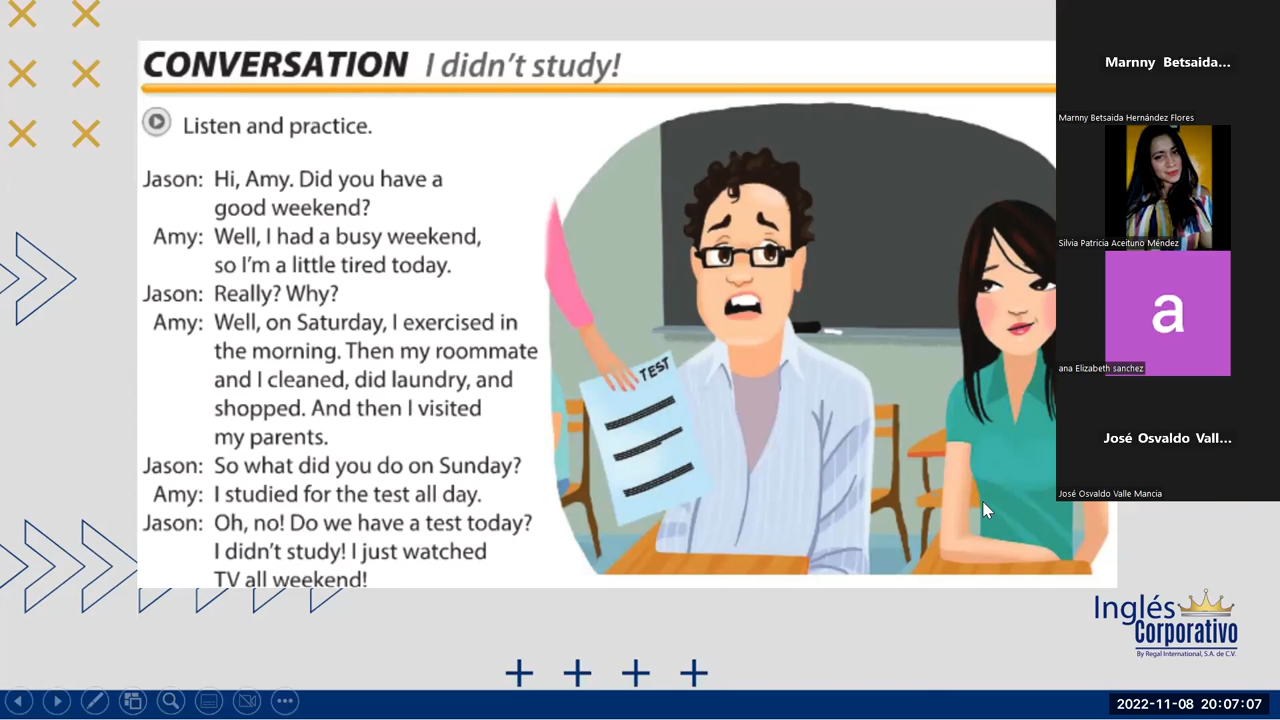 CONVERSATION I didn't study!
Listen and practice.
Jason: Hi, Amy. Did you have a
good weekend?
Amy: Well, I had a busy weekend,
so I'm a little tired today.
Jason: Really? Why?
Amy: Well, on Saturday, I exercised in
the morning. Then my roommate
and I cleaned, did laundry, and
shopped. And then I visited
my parents.
Jason: So what did you do on Sunday?
Amy: I studied for the test all day.
Jason: Oh, no! Do we have a test today?
I didn't study! I just watched
TV all weekend!
TEST
Marnny Betsaida...
Marnny Betsaida Hernández Flores
Silvia Patricia Aceituno Méndez
a
ana Elizabeth sanchez
José Osvaldo Vall...
José Osvaldo Valle Mancia
Inglés
Corporativo
By Regal International, S.A. de C.V.
2022-11-08 20:07:07